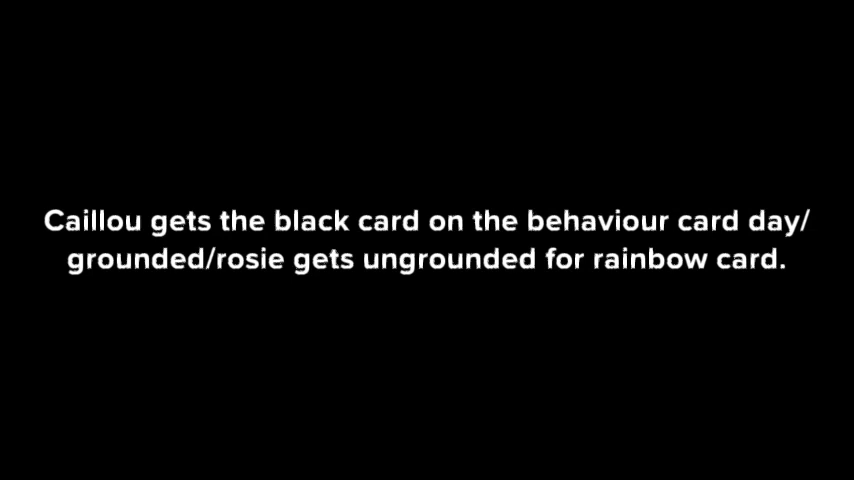 Caillou gets the black card on the behaviour card day/
grounded/rosie gets ungrounded for rainbow card.